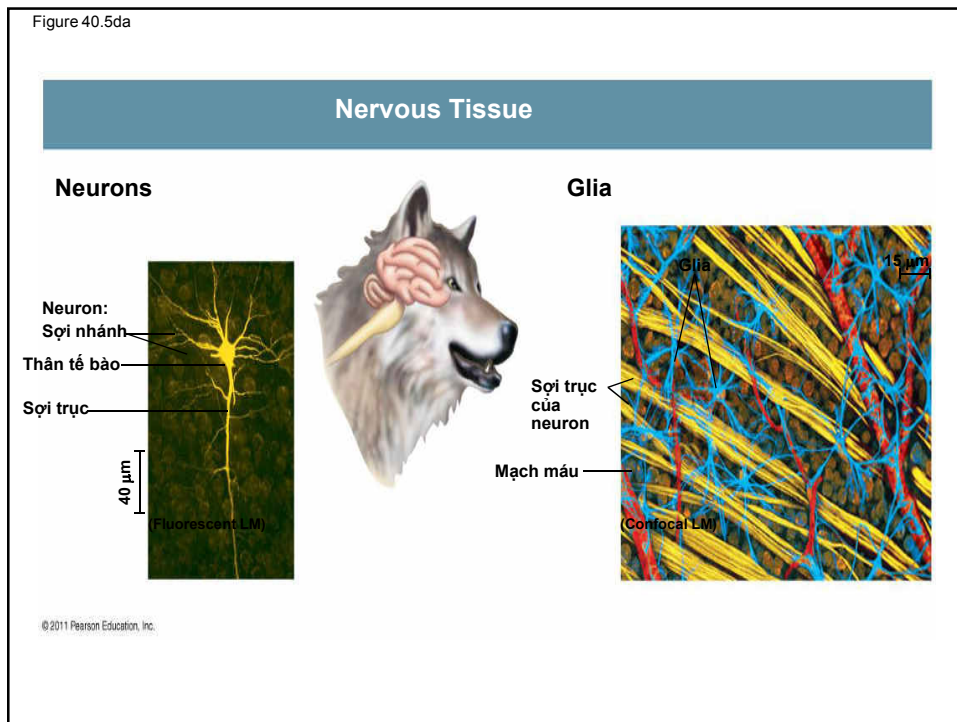 Figure 40.5da
Nervous Tissue
Neurons
Glia
Neuron:
Sợi nhánh
Thân tế bào
Sợi trục
40 μm
(Fluorescent LM)
Glia
15 μm
Sợi trục
của
neuron
Mạch máu
(Confocal LM)
© 2011 Pearson Education, Inc.